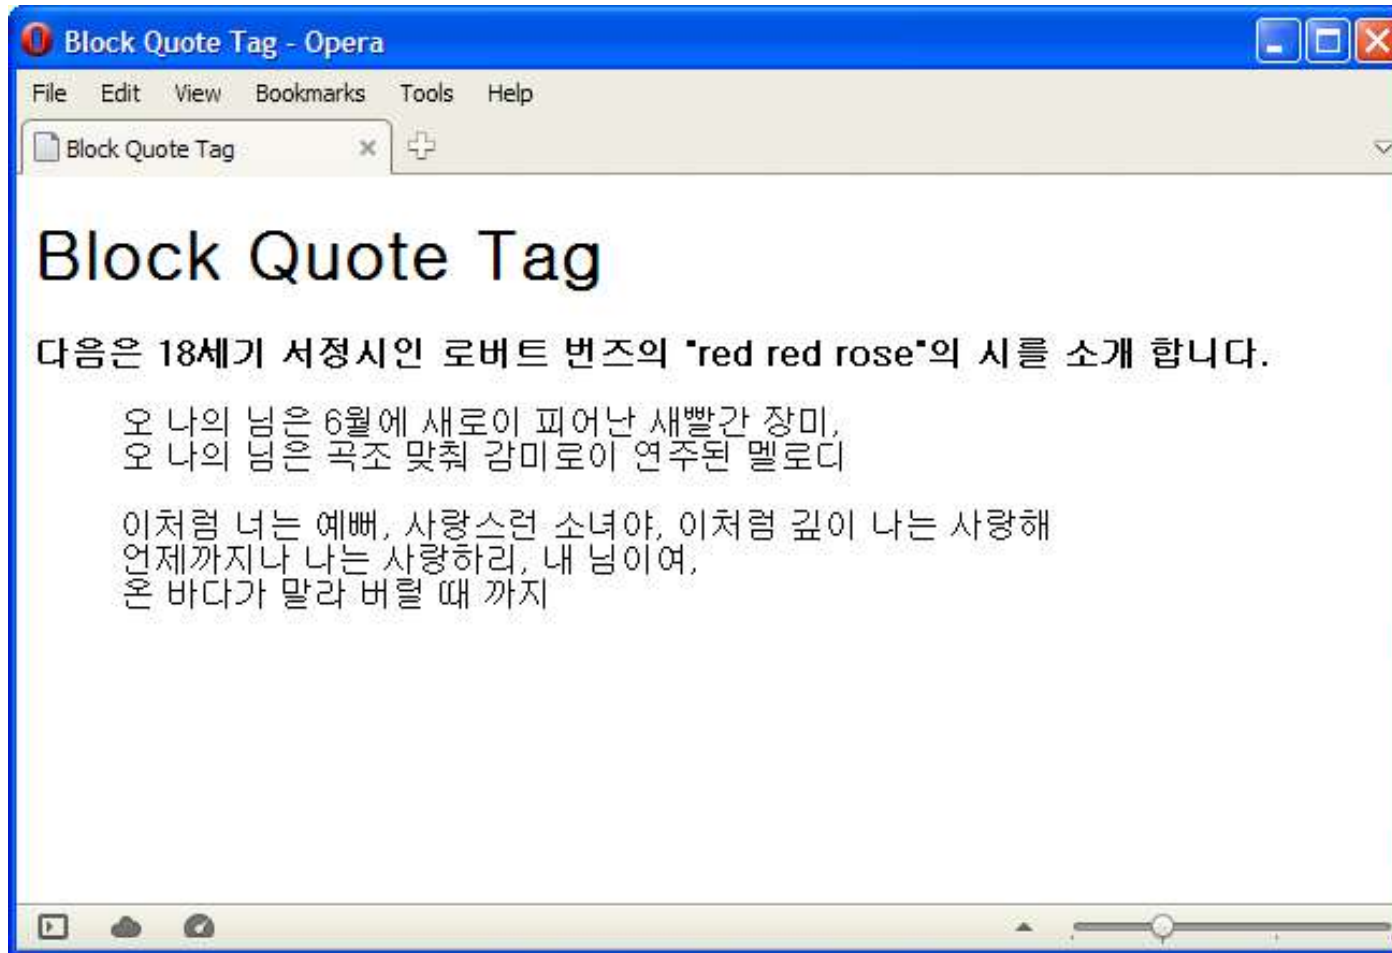 Block Quote Tag - Opera
File Edit View Bookmarks Tools Help
Block Quote Tag
Block Quote Tag
다음은 18세기 서정시인 로버트 번즈의 "red red rose"의 시를 소개 합니다.
오 나의 님은 6월에 새로이 피어난 새빨간 장미,
오 나의 님은 곡조 맞춰 감미로이 연주된 멜로디
이처럼 너는 예뻐, 사랑스런 소녀야, 이처럼 깊이 나는 사랑해
언제까지나 나는 사랑하리, 내 님이여,
온 바다가 말라 버릴 때 까지